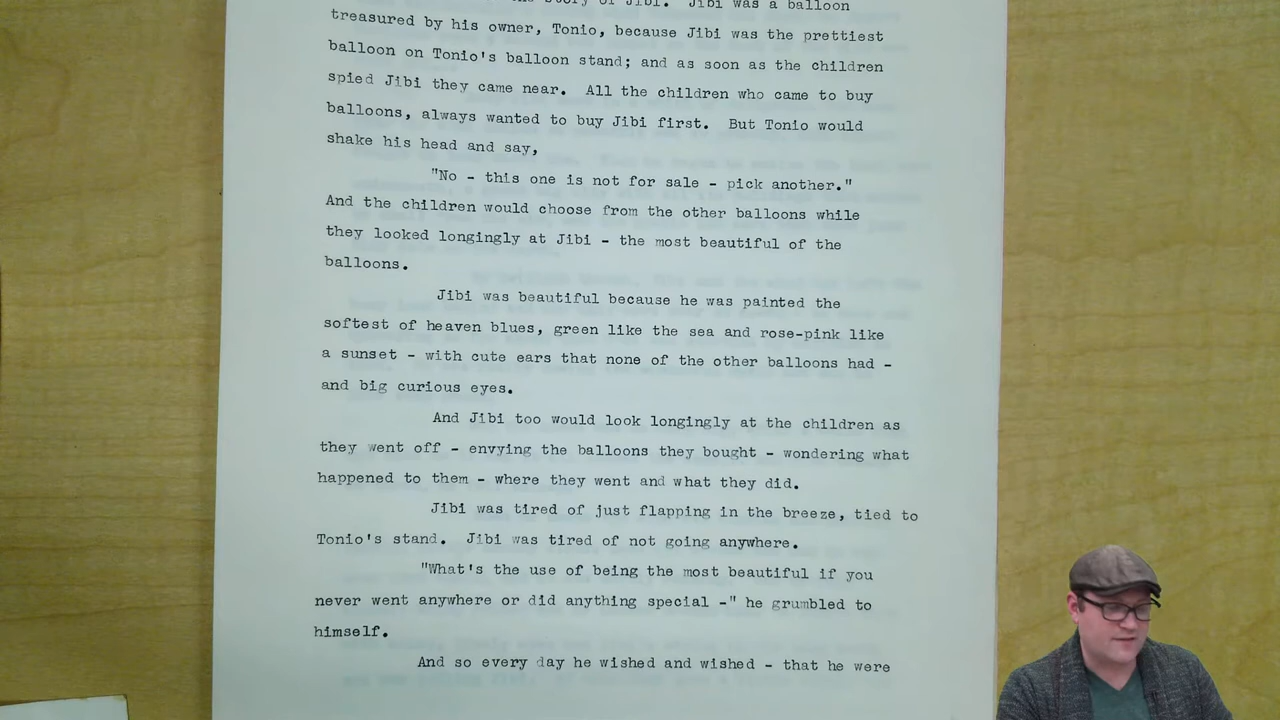 story of Jibi. Jibi was a balloon
treasured by his owner, Tonio, because Jibi was the prettiest
balloon on Tonio's balloon stand; and as soon as the children
spied Jibi they came near. All the children who came to buy
balloons, always wanted to buy Jibi first. But Tonio would
shake his head and say,
"No - this one is not for sale - pick another."
And the children would choose from the other balloons while
they looked longingly at Jibi - the most beautiful of the
balloons.
Jibi was beautiful because he was painted the
softest of heaven blues, green like the sea and rose-pink like
a sunset - with cute ears that none of the other balloons had -
and big curious eyes.
And Jibi too would look longingly at the children as
they went off - envying the balloons they bought - wondering what
happened to them - where they went and what they did.
Jibi was tired of just flapping in the breeze, tied to
Tonio's stand. Jibi was tired of not going anywhere.
"What's the use of being the most beautiful if you
never went anywhere or did anything special -" he grumbled to
himself.
And so every day he wished and wished - that he were